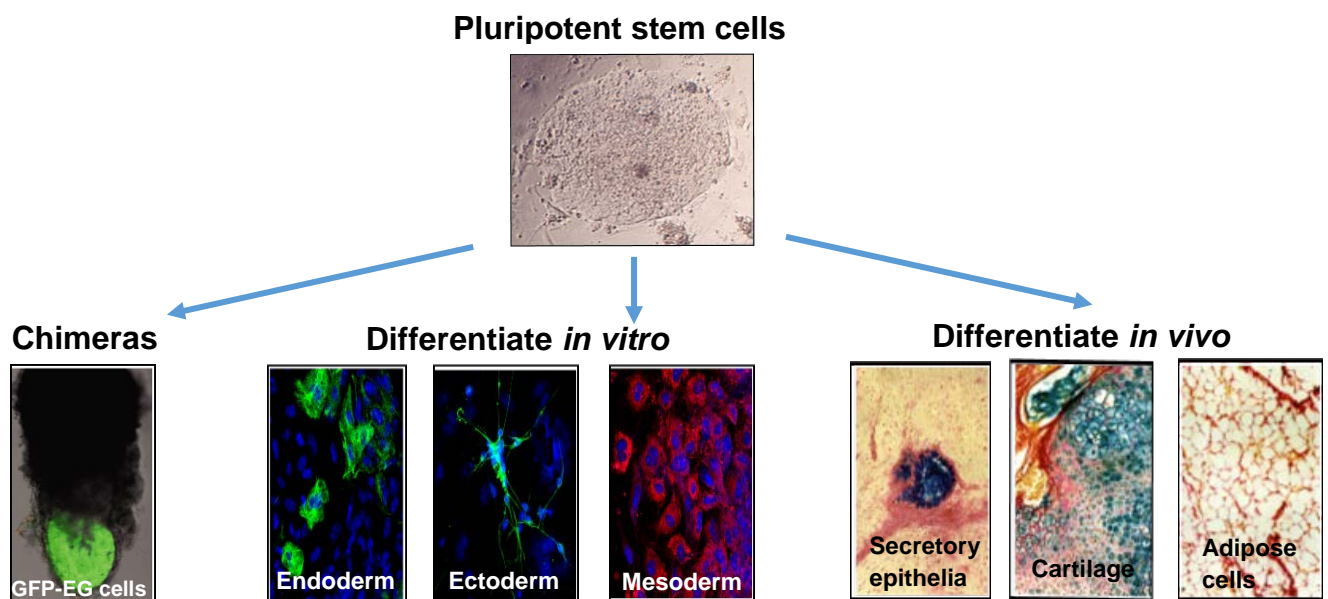 Pluripotent stem cells
Chimeras
Differentiate in vitro
Differentiate in vivo
GFP-EG cells
Endoderm
Ectoderm
Mesoderm
Secretory
epithelia
Cartilage
Adipose
cells